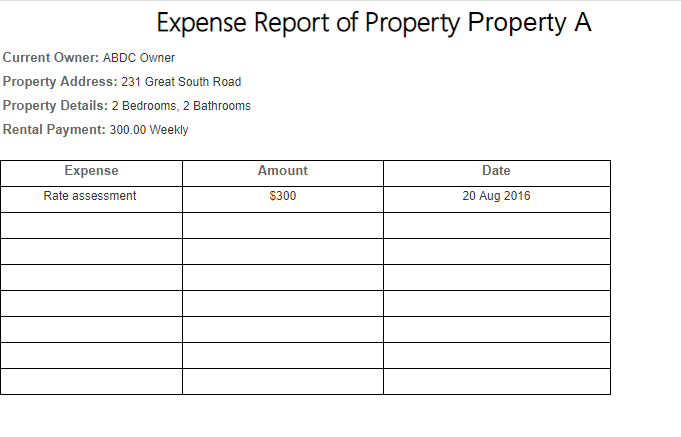 Expense Report of Property Property A
Current Owner: ABDC Owner
Property Address: 231 Great South Road
Property Details: 2 Bedrooms, 2 Bathrooms
Rental Payment: 300.00 Weekly
Expense Amount Date
Rate assessment $300 20 Aug 2016